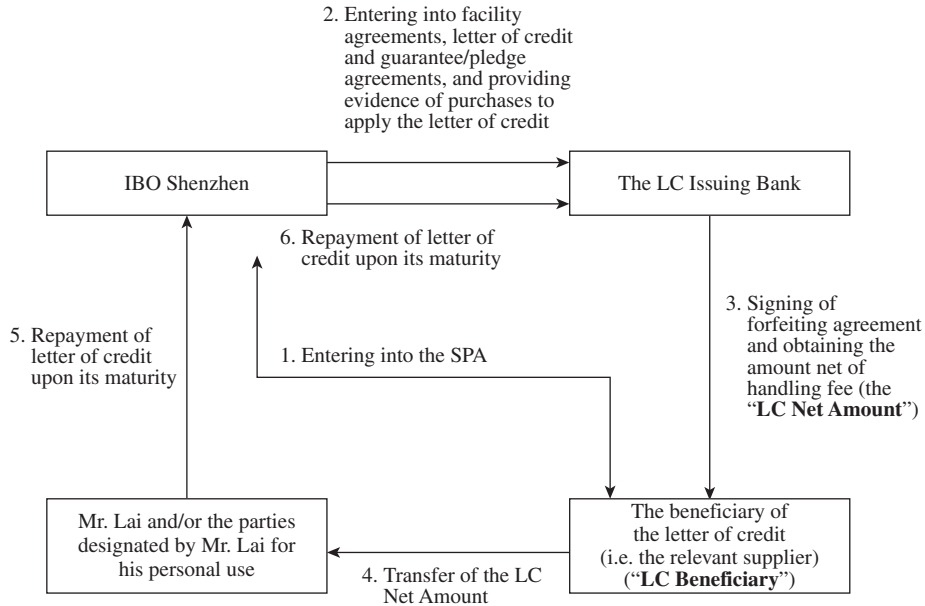 2. Entering into facility
agreements, letter of credit
and guarantee/pledge
agreements, and providing
evidence of purchases to
apply the letter of credit
IBO Shenzhen
The LC Issuing Bank
6. Repayment of letter of
credit upon its maturity
3. Signing of
forfeiting agreement
and obtaining the
amount net of
handling fee (the
“LC Net Amount”)
5. Repayment of
letter of credit
upon its maturity
1. Entering into the SPA
Mr. Lai and/or the parties
designated by Mr. Lai for
his personal use
The beneficiary of
the letter of credit
(i.e. the relevant supplier)
(“LC Beneficiary”)
4. Transfer of the LC
Net Amount